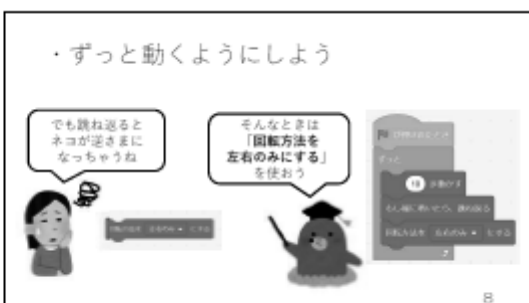 ・ずっと動くようにしよう
でも跳ね返ると
ネコが逆さまに
なっちゃうね
そんなときは
「回転方法を
左右のみにする」
を使おう
回転方法を 左右のみ にする
が押されたとき
ずっと
10 歩動かす
もし端に着いたら、跳ね返る
回転方法を 左右のみ にする
8